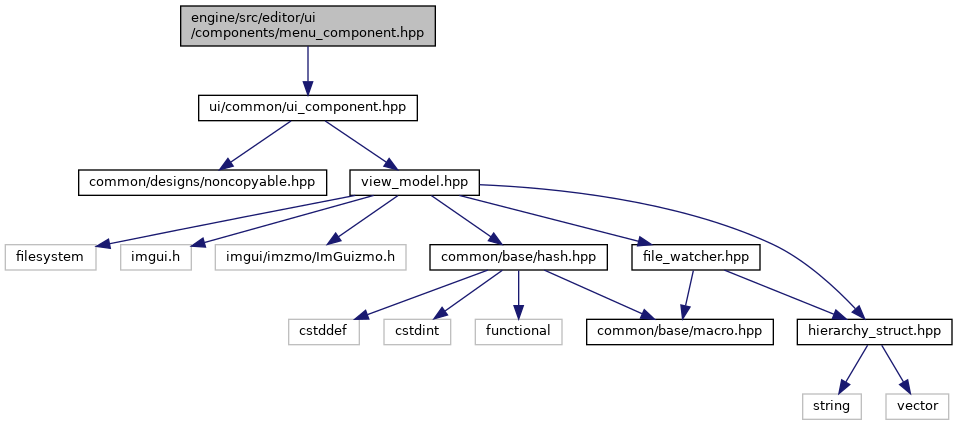 engine/src/editor/ui
/components/menu_component.hpp
ui/common/ui_component.hpp
common/designs/noncopyable.hpp
view_model.hpp
filesystem
imgui.h
imgui/imzmo/ImGuizmo.h
common/base/hash.hpp
file_watcher.hpp
cstddef
cstdint
functional
common/base/macro.hpp
hierarchy_struct.hpp
string
vector